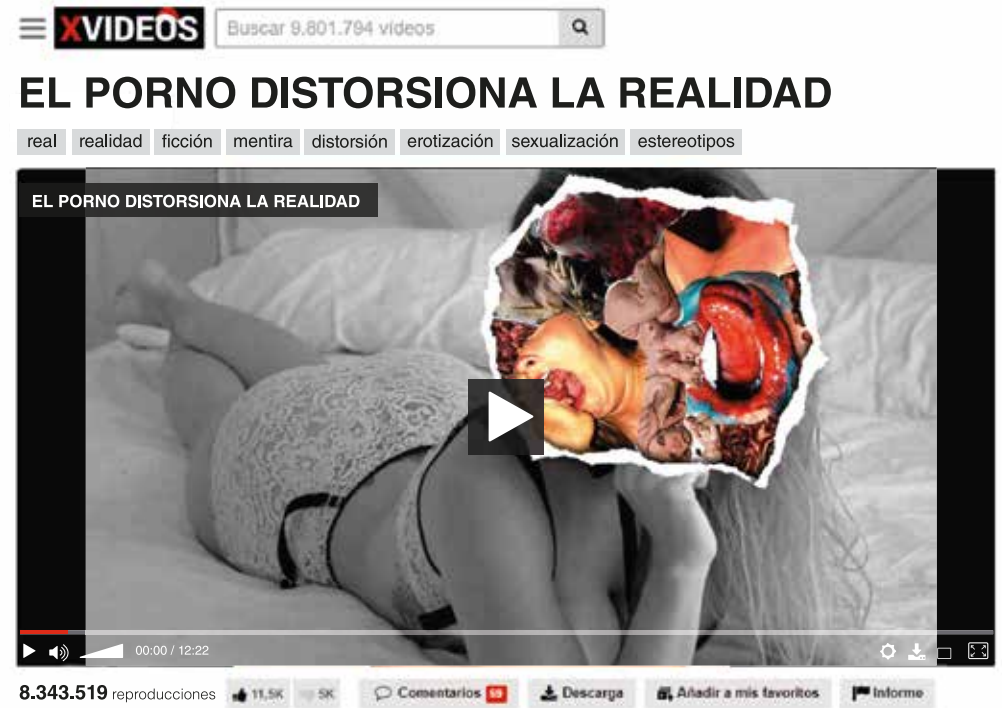 XVIDEOS Buscar 9.801.794 vídeos
EL PORNO DISTORSIONA LA REALIDAD
real realidad ficción mentira distorsión erotización sexualización estereotipos
EL PORNO DISTORSIONA LA REALIDAD
00:00 / 12:22
8.343.519 reproducciones 11,5K 5K Comentarios 59 Descarga Añadir a mis favoritos Informe